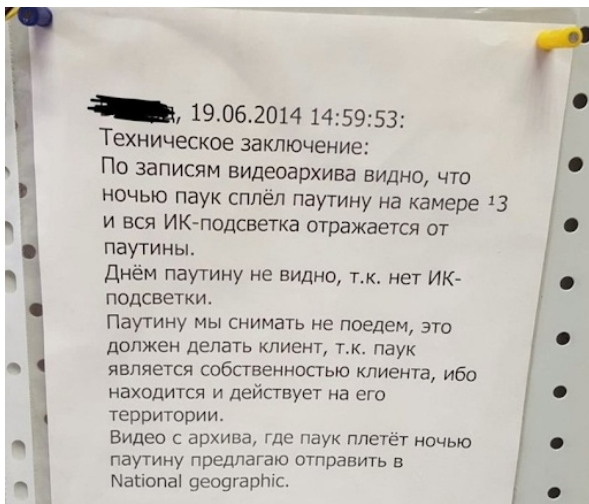 , 19.06.2014 14:59:53:
Техническое заключение:
По записям видеоархива видно, что
ночью паук сплёл паутину на камере ¹3
и вся ИК-подсветка отражается от
паутины.
Днём паутину не видно, т.к. нет ИК-
подсветки.
Паутину мы снимать не поедем, это
должен делать клиент, т.к. паук
является собственностью клиента, ибо
находится и действует на его
территории.
Видео с архива, где паук плетёт ночью
паутину предлагаю отправить в
National geographic.